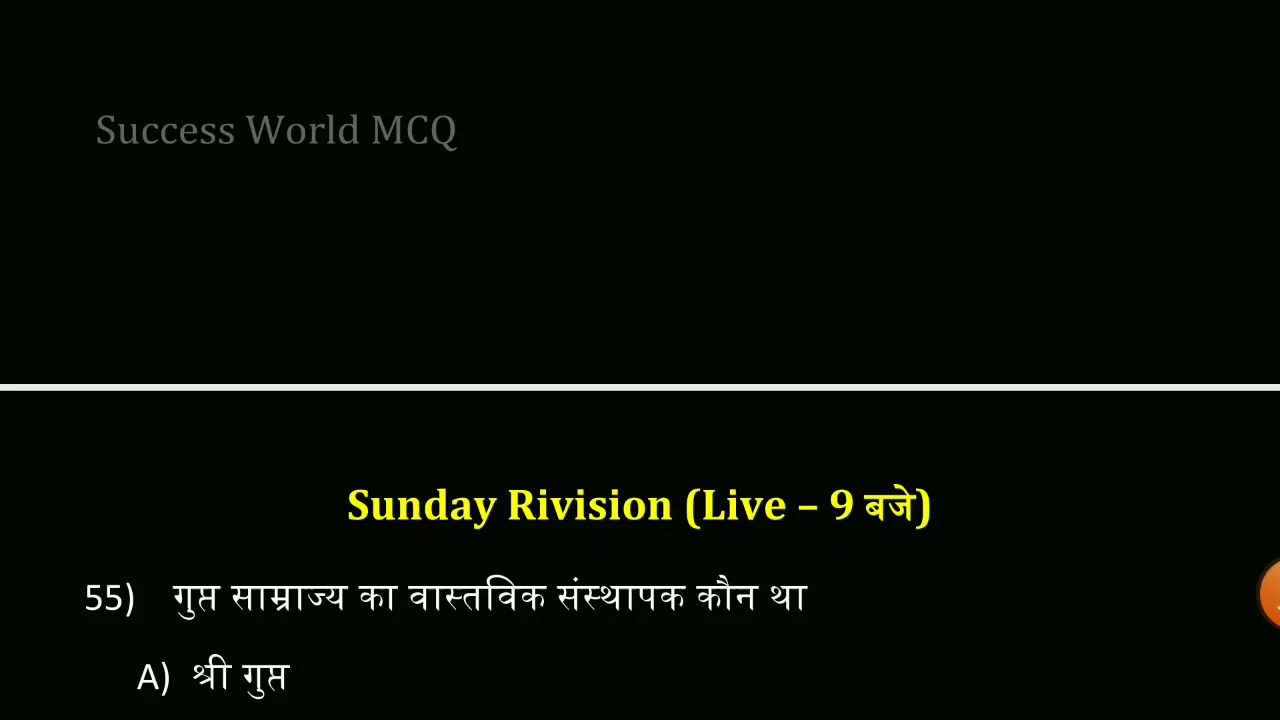 Success World MCQ
Sunday Rivision (Live – 9 बजे)
55) गुप्त साम्राज्य का वास्तविक संस्थापक कौन था
A) श्री गुप्त